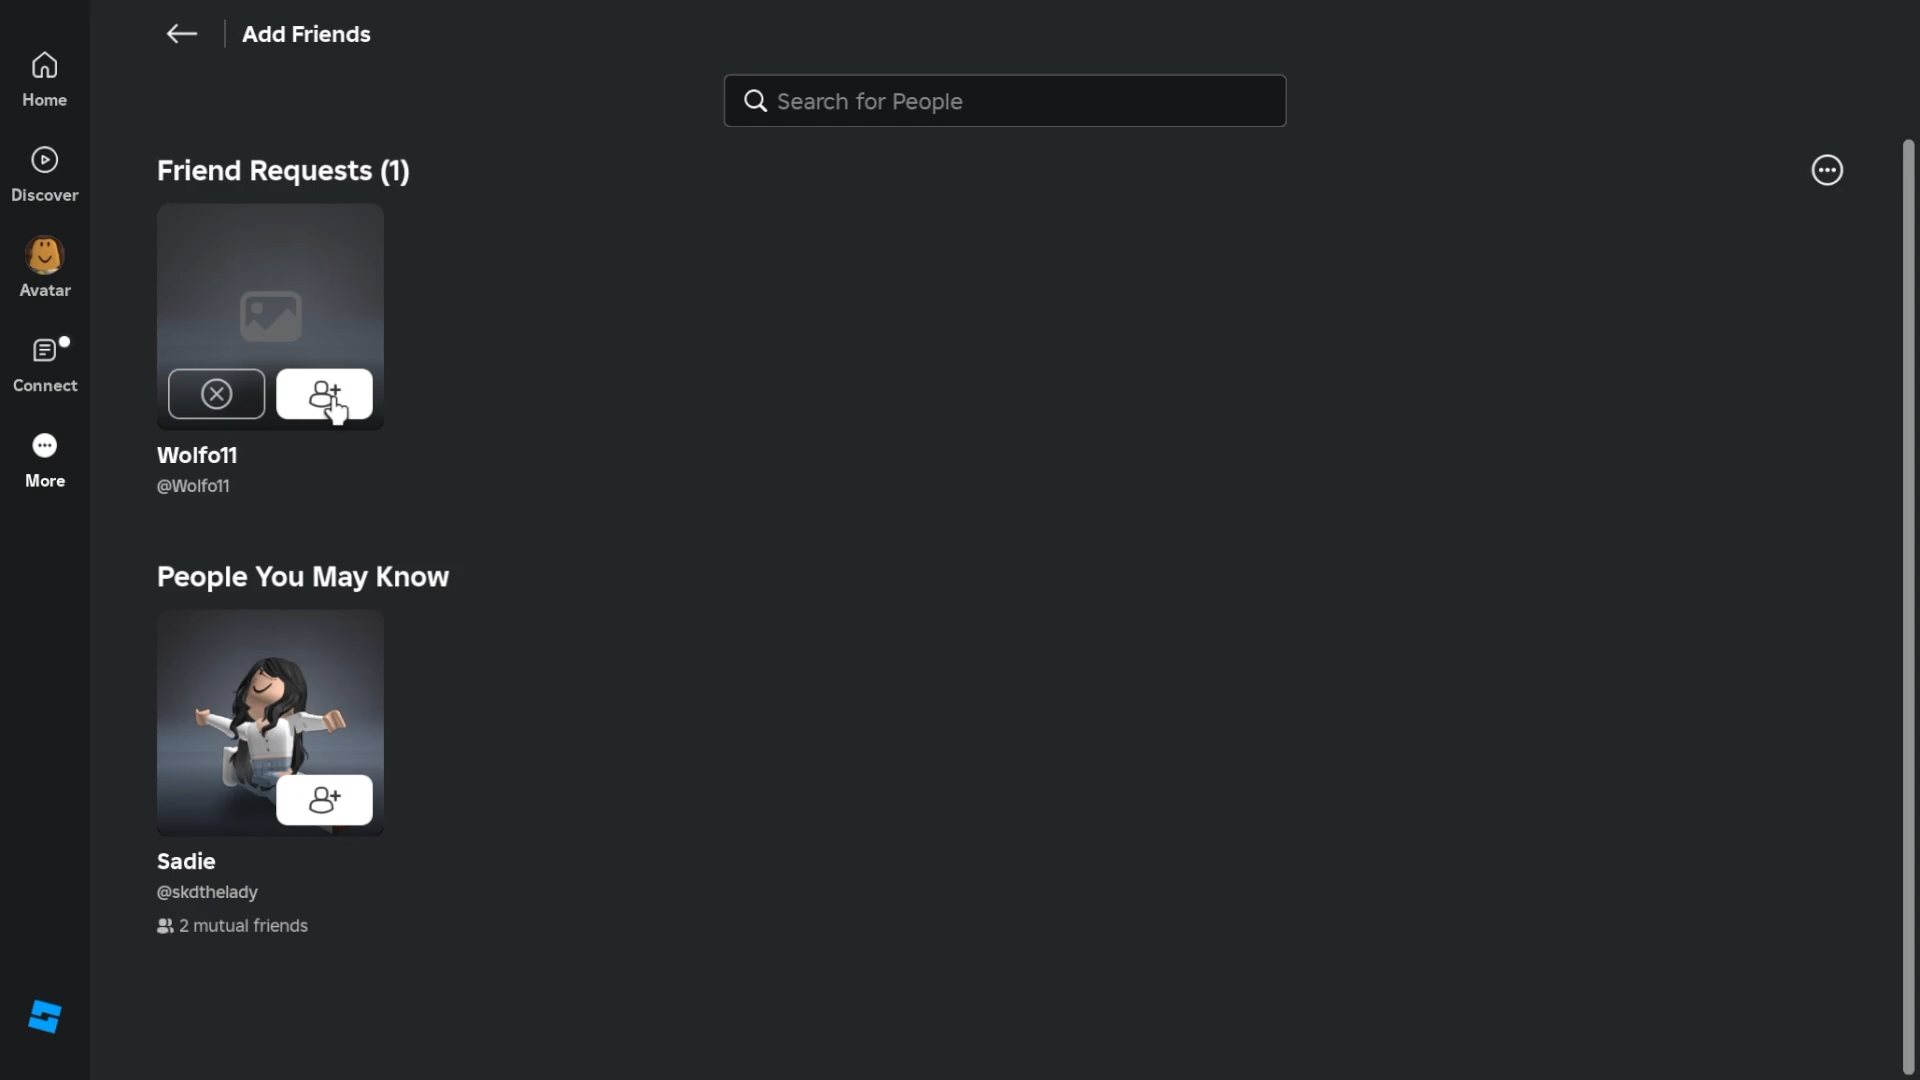 Add Friends
Search for People
Home
Discover
Avatar
Connect
More
Friend Requests (1)
Wolfo11
@Wolfo11
People You May Know
Sadie
@skdthelady
2 mutual friends